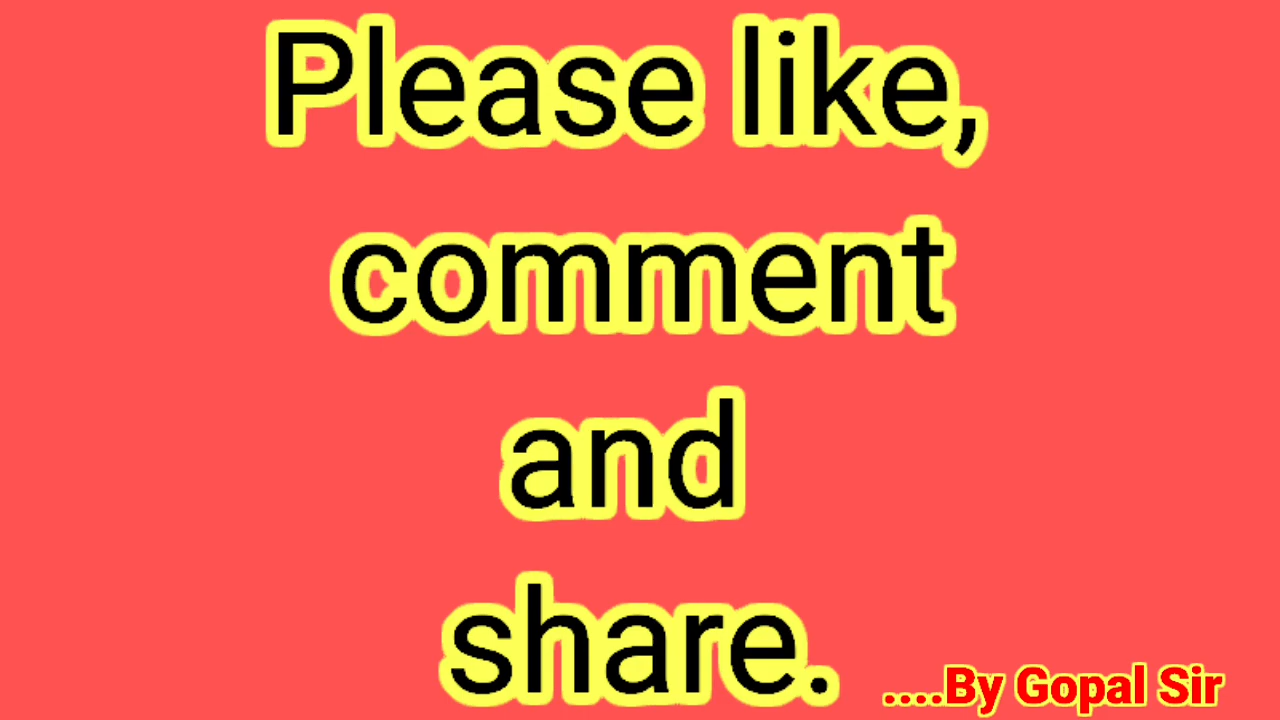 Please like,
comment
and
share.
....By Gopal Sir